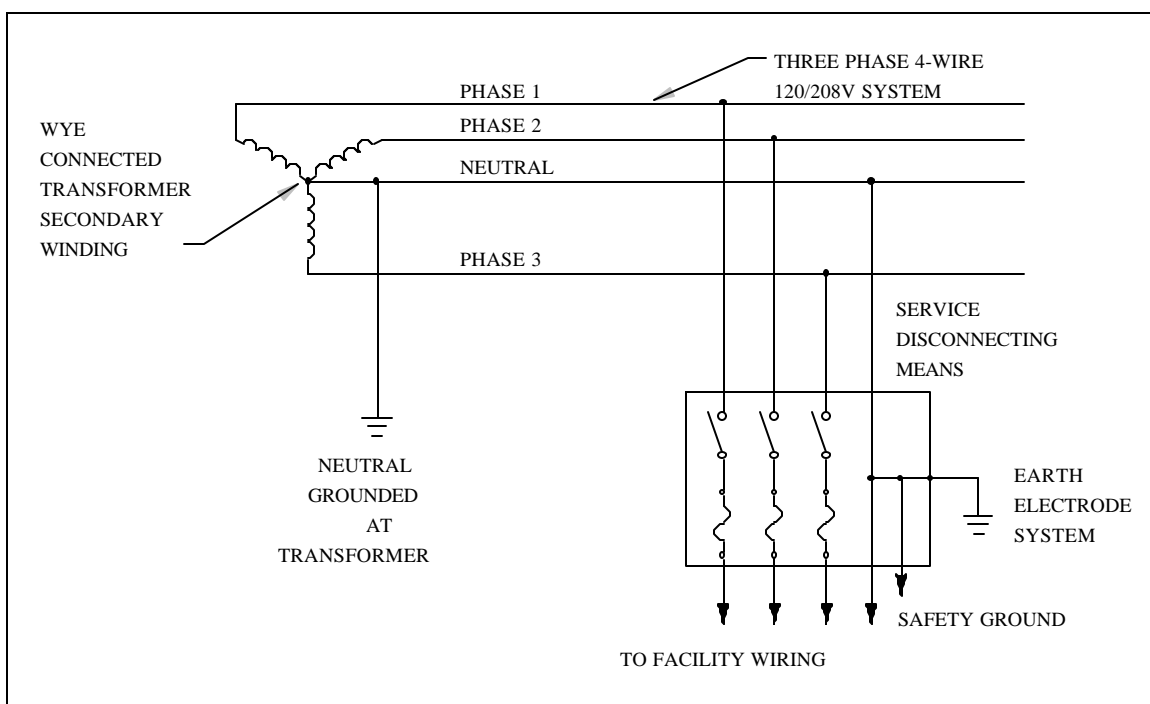 THREE PHASE 4-WIRE
120/208V SYSTEM
PHASE 1
PHASE 2
NEUTRAL
PHASE 3
WYE
CONNECTED
TRANSFORMER
SECONDARY
WINDING
SERVICE
DISCONNECTING
MEANS
NEUTRAL
GROUNDED
AT
TRANSFORMER
EARTH
ELECTRODE
SYSTEM
SAFETY GROUND
TO FACILITY WIRING